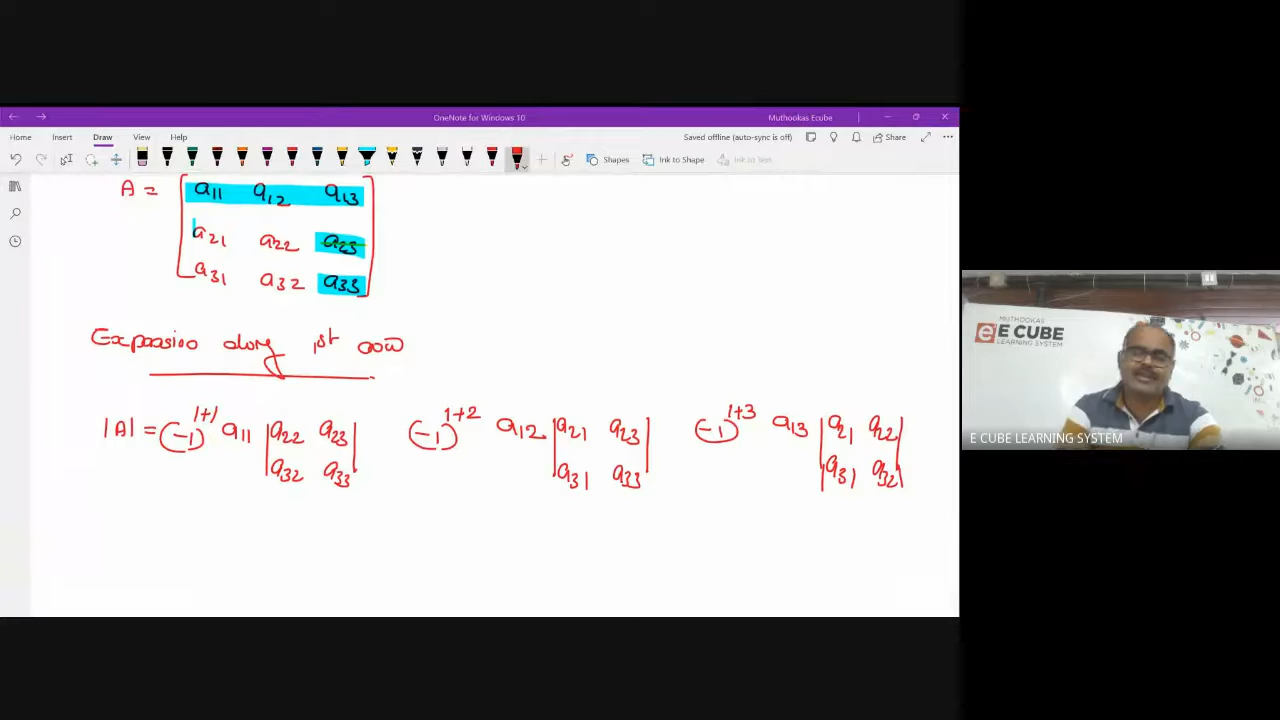 OneNote for Windows 10
Muthookas Ecube
Home Insert Draw View Help
Saved offline (auto-sync is off)
Share
Shapes
Ink to Shape
Ink to Text
A = [a11 a12 a13
a21 a22 a23
a31 a32 a33]
Expansion along 1st row
|A| = (-1)^1+1 a11 |a22 a23| (-1)^1+2 a12 |a21 a23| (-1)^1+3 a13 |a21 a22|
|a32 a33| |a31 a33| |a31 a32|
MUTHOOKAS
e E CUBE
LEARNING SYSTEM
E CUBE LEARNING SYSTEM